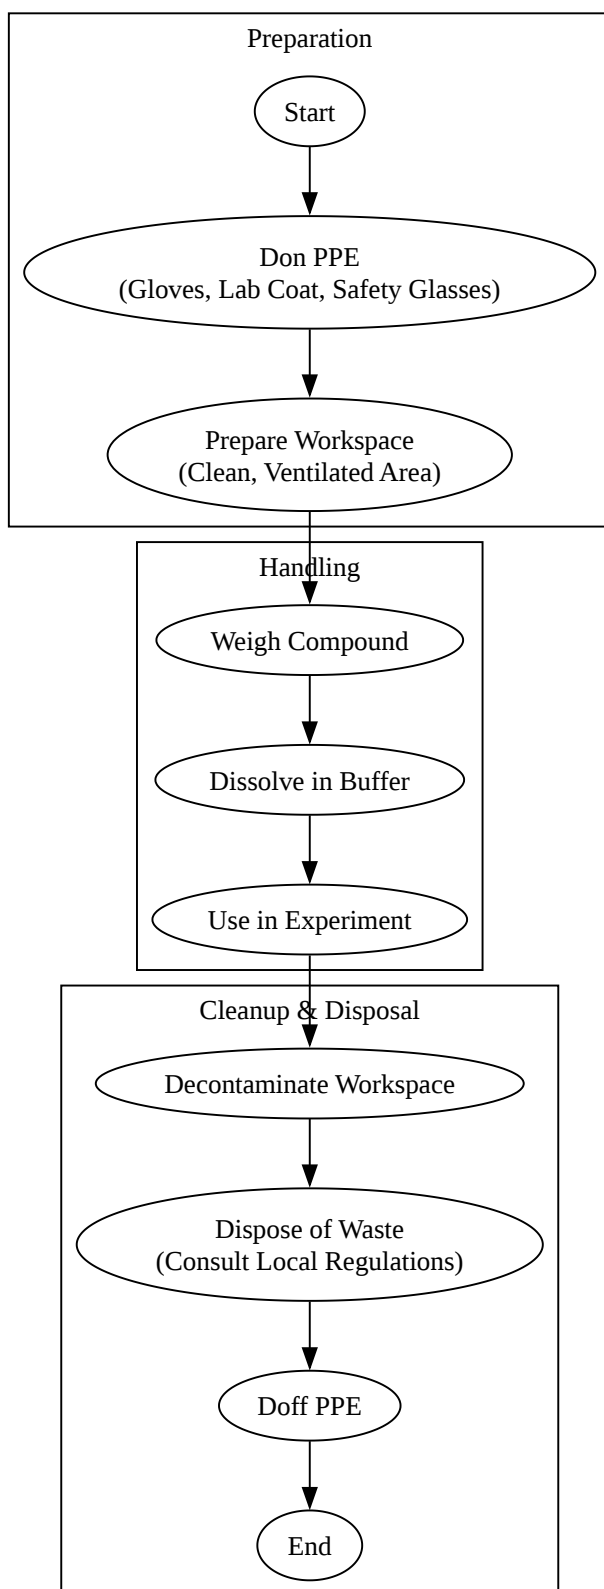 Preparation
Start
Don PPE
(Gloves, Lab Coat, Safety Glasses)
Prepare Workspace
(Clean, Ventilated Area)
Handling
Weigh Compound
Dissolve in Buffer
Use in Experiment
Cleanup & Disposal
Decontaminate Workspace
Dispose of Waste
(Consult Local Regulations)
Doff PPE
End